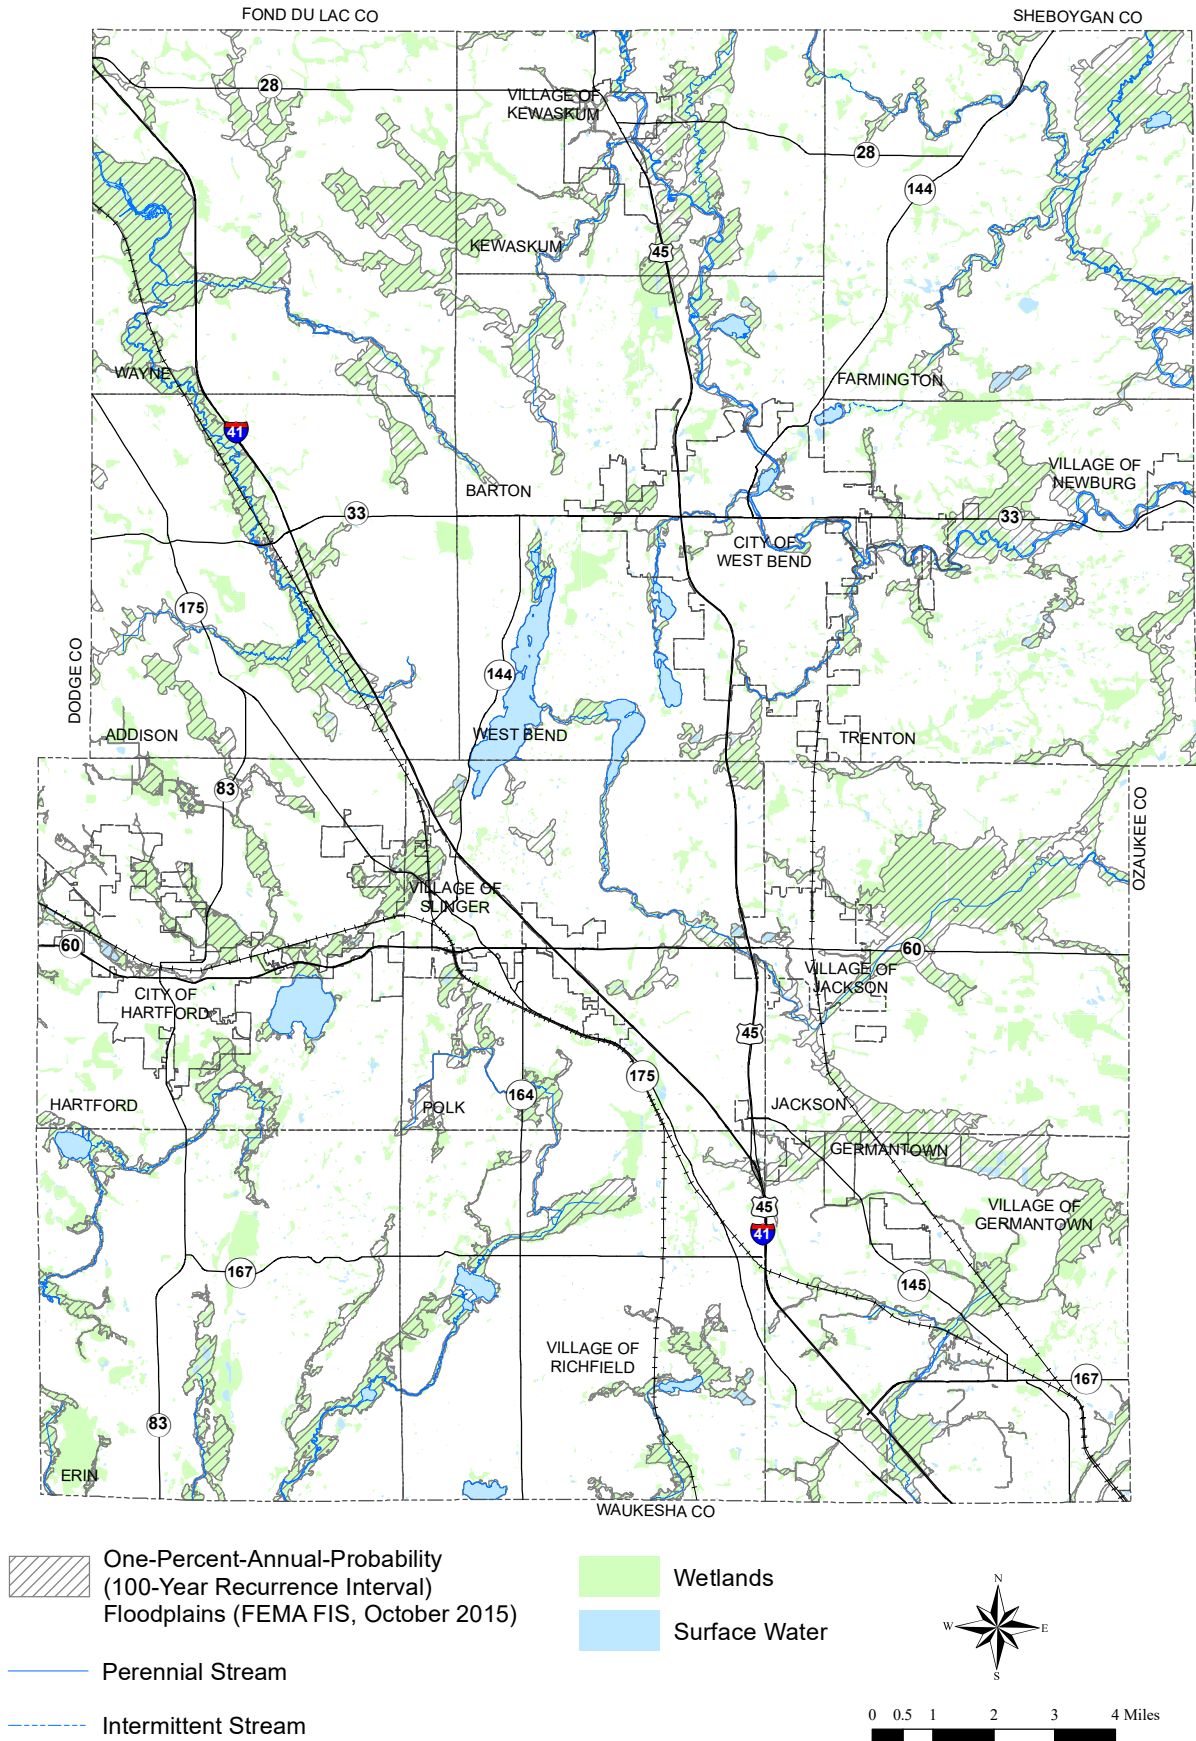 FOND DU LAC CO
SHEBOYGAN CO
28
VILLAGE OF
KEWASKUM
28
144
KEWASKUM
45
WAYNE
FARMINGTON
41
BARTON
VILLAGE OF
NEWBURG
33
33
CITY OF
WEST BEND
175
DODGE CO
144
ADDISON
WEST BEND
TRENTON
83
OZAUKEE CO
VILLAGE OF
SLINGER
60
60
VILLAGE OF
JACKSON
CITY OF
HARTFORD
45
175
164
HARTFORD
POLK
JACKSON
GERMANTOWN
45
VILLAGE OF
GERMANTOWN
41
167
145
VILLAGE OF
RICHFIELD
167
83
ERIN
WAUKESHA CO
One-Percent-Annual-Probability
(100-Year Recurrence Interval)
Floodplains (FEMA FIS, October 2015)
Perennial Stream
Intermittent Stream
Wetlands
Surface Water
N
W
E
S
0 0.5 1 2 3 4 Miles